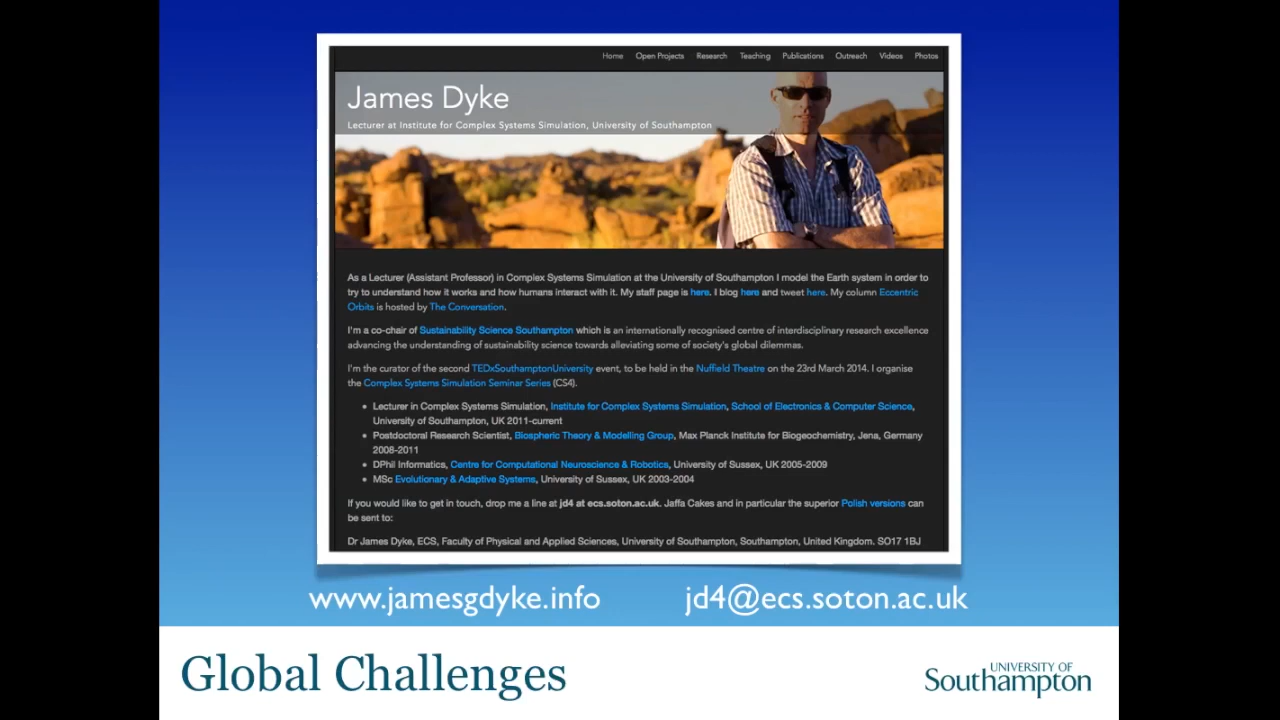 Home Open Projects Research Teaching Publications Outreach Videos Photos
James Dyke
Lecturer at Institute for Complex Systems Simulation, University of Southampton
As a Lecturer (Assistant Professor) in Complex Systems Simulation at the University of Southampton I model the Earth system in order to
try to understand how it works and how humans interact with it. My staff page is here. I blog here and tweet here. My column Eccentric
Orbits is hosted by The Conversation.
I'm a co-chair of Sustainability Science Southampton which is an internationally recognised centre of interdisciplinary research excellence
advancing the understanding of sustainability science towards alleviating some of society's global dilemmas.
I'm the curator of the second TEDxSouthamptonUniversity event, to be held in the Nuffield Theatre on the 23rd March 2014. I organise
the Complex Systems Simulation Seminar Series (CS4).
• Lecturer in Complex Systems Simulation, Institute for Complex Systems Simulation, School of Electronics & Computer Science,
University of Southampton, UK 2011-current
• Postdoctoral Research Scientist, Biospheric Theory & Modelling Group, Max Planck Institute for Biogeochemistry, Jena, Germany
2008-2011
• DPhil Informatics, Centre for Computational Neuroscience & Robotics, University of Sussex, UK 2005-2009
• MSc Evolutionary & Adaptive Systems, University of Sussex, UK 2003-2004
If you would like to get in touch, drop me a line at jd4 at ecs.soton.ac.uk. Jaffa Cakes and in particular the superior Polish versions can
be sent to:
Dr James Dyke, ECS, Faculty of Physical and Applied Sciences, University of Southampton, Southampton, United Kingdom. SO17 1BJ
www.jamesgdyke.info jd4@ecs.soton.ac.uk
Global Challenges
UNIVERSITY OF
Southampton